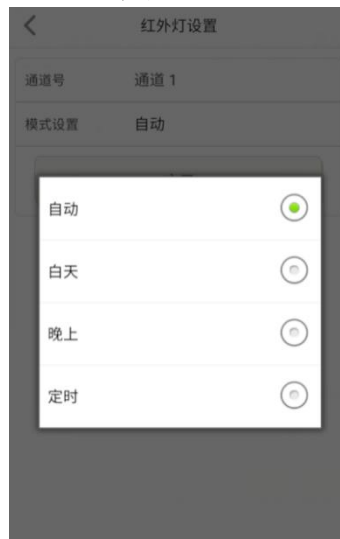 红外灯设置
通道号 通道 1
模式设置 自动
自动
白天
晚上
定时